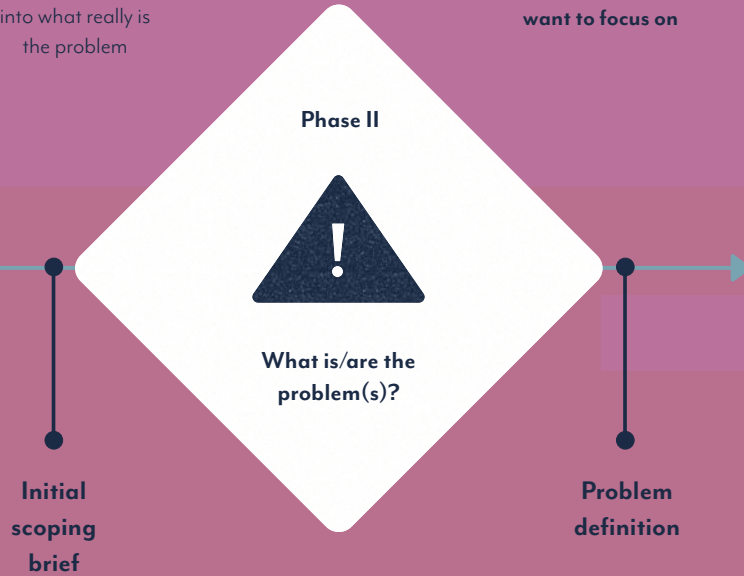 into what really is
the problem
want to focus on
Phase II
!
What is/are the
problem(s)?
Initial
scoping
brief
Problem
definition